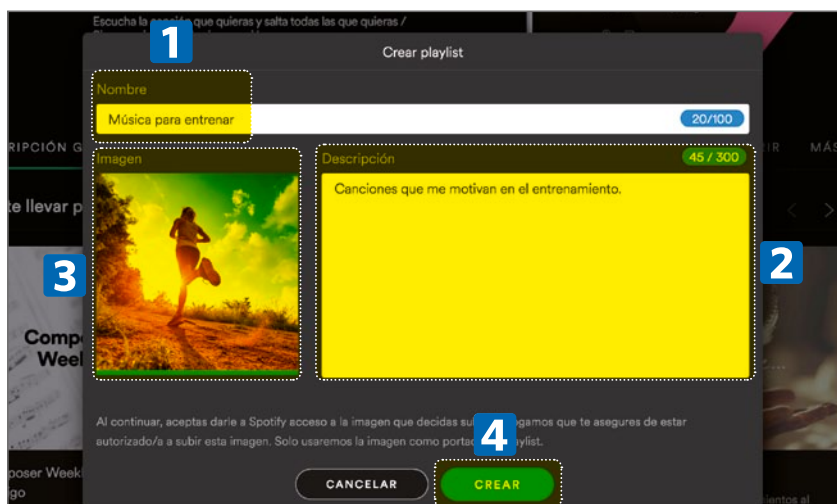 Escucha la canción que quieras y salta todas las que quieras /
1
Crear playlist
Nombre
Música para entrenar
20/100
RIPCIÓN G
RIR
MÁS
Imagen
Descripción
45 / 300
Canciones que me motivan en el entrenamiento.
te llevar p
< >
3
2
Comp
Week
Al continuar, aceptas darle a Spotify acceso a la imagen que decidas su gamos que te asegures de estar
autorizado/a a subir esta imagen. Solo usaremos la imagen como porta ylist.
4
poser Week
igo
CANCELAR
CREAR
ientos al